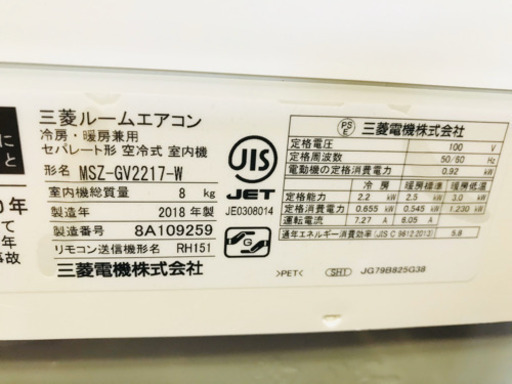 三菱ルームエアコン
冷房・暖房兼用
セパレート形 空冷式 室内機
形名 MSZ-GV2217-W
室内機総質量 8 kg
製造年 2018 年製
製造番号 8A109259
リモコン送信機形名 RH151
三菱電機株式会社
に
と
0年
て
年
事故
JIS
JET
JE0308014
G
PS
E
三菱電機株式会社
定格電圧 100 V
定格周波数 50/60 Hz
電動機の定格消費電力 0.92 kW
冷 房 暖房標準 暖房低温
定格能力 2.2 2.5 3.0 kW
定格消費電力 0.655 0.545 1.230 kW
運転電流 7.27 A 6.05 A
通年エネルギー消費効率 (JIS C 9612:2013) 5.8
>PET< SH1 JG79B825G38